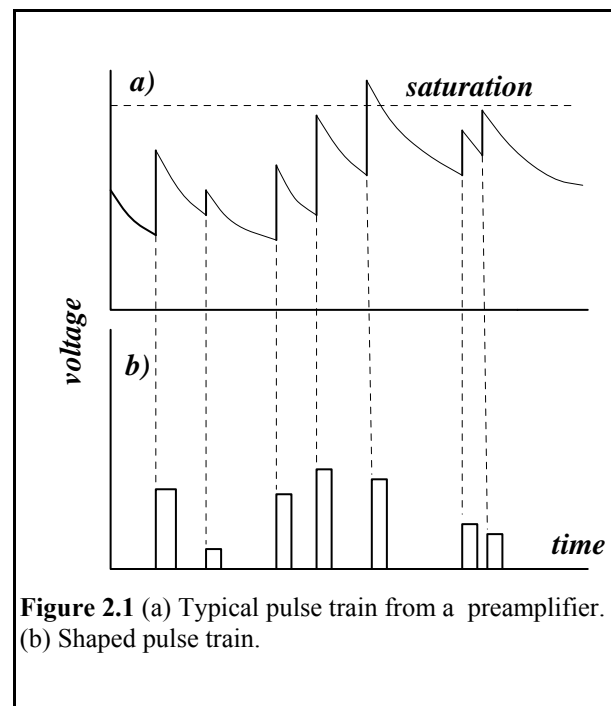 a)
saturation
voltage
b)
time
Figure 2.1 (a) Typical pulse train from a preamplifier.
(b) Shaped pulse train.